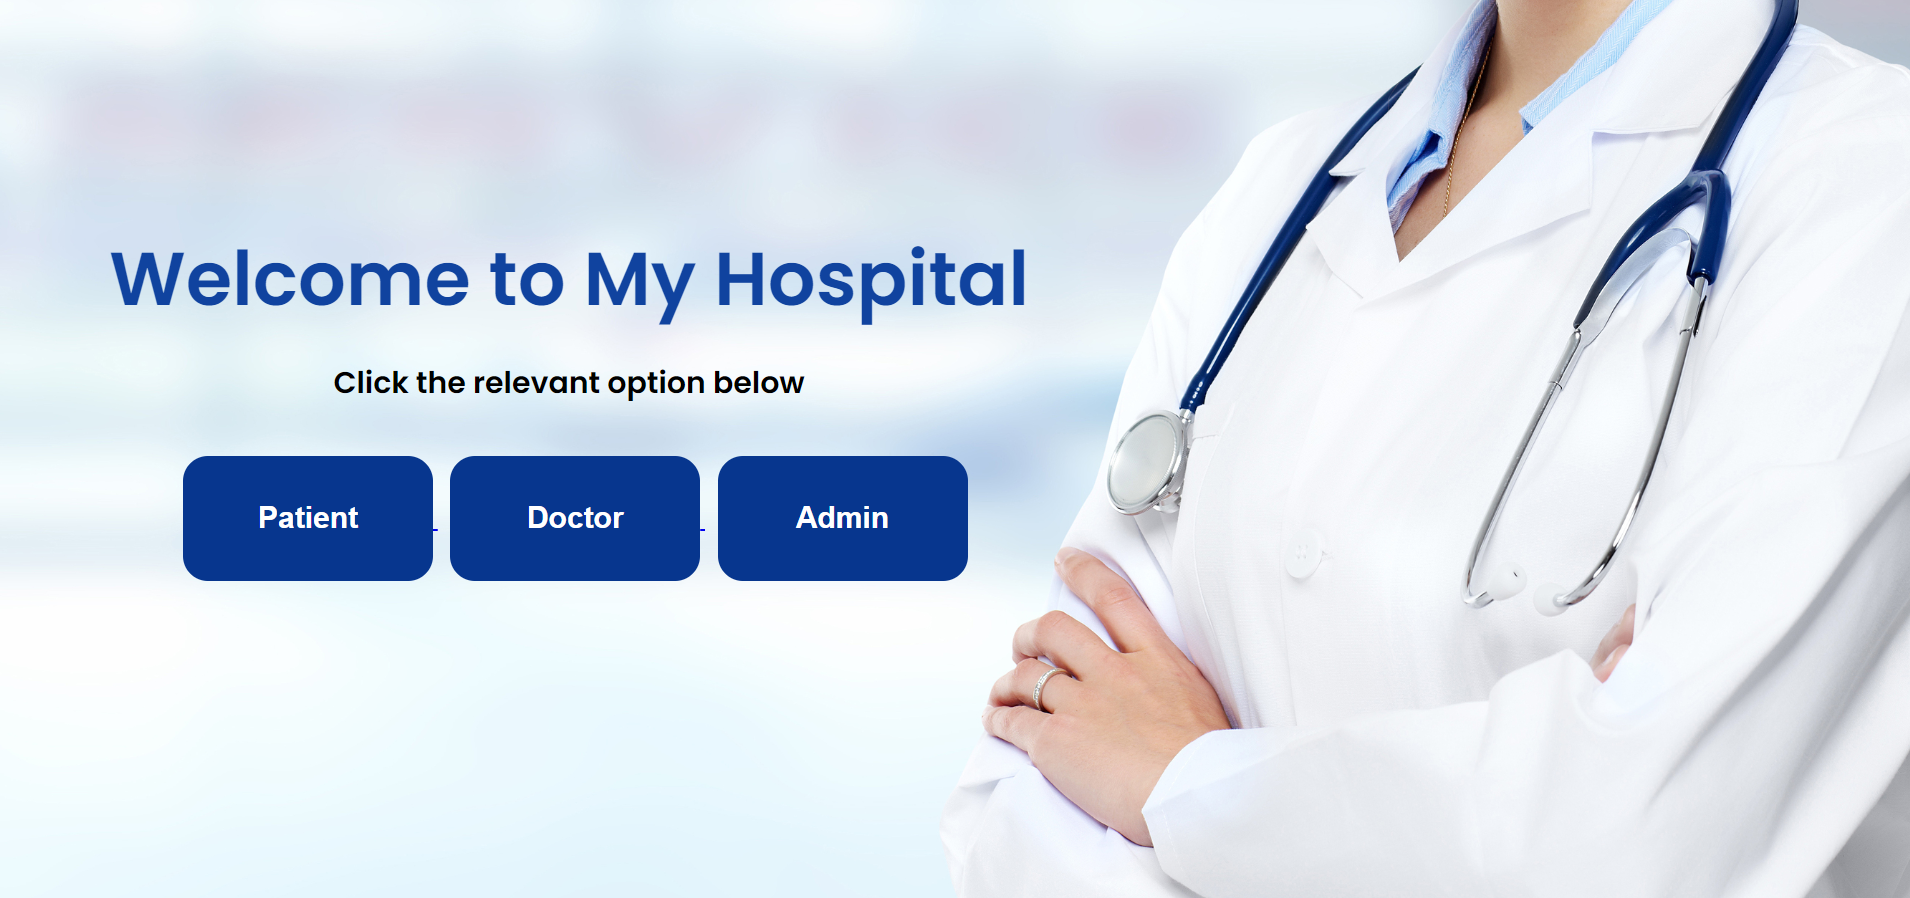 Welcome to My Hospital
Click the relevant option below
Patient Doctor Admin